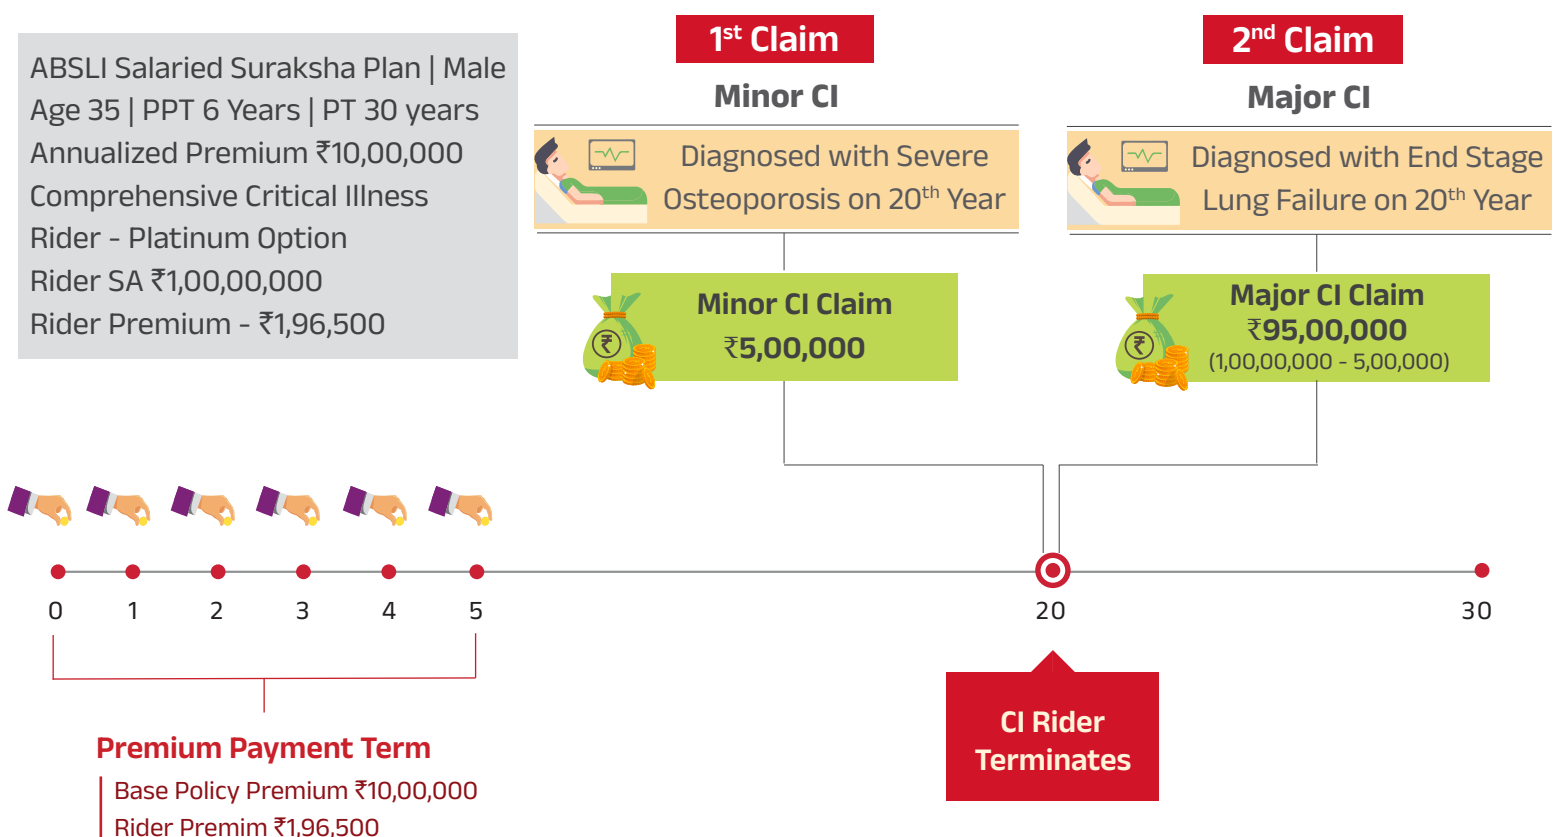 ABSLI Salaried Suraksha Plan | Male
Age 35 | PPT 6 Years | PT 30 years
Annualized Premium ₹10,00,000
Comprehensive Critical Illness
Rider - Platinum Option
Rider SA ₹1,00,00,000
Rider Premium - ₹1,96,500
1st Claim
Minor CI
Diagnosed with Severe
Osteoporosis on 20th Year
Minor CI Claim
₹5,00,000
2nd Claim
Major CI
Diagnosed with End Stage
Lung Failure on 20th Year
Major CI Claim
₹95,00,000
(1,00,00,000 - 5,00,000)
₹
₹
0 1 2 3 4 5 20 30
Premium Payment Term
Base Policy Premium ₹10,00,000
Rider Premim ₹1,96,500
CI Rider
Terminates